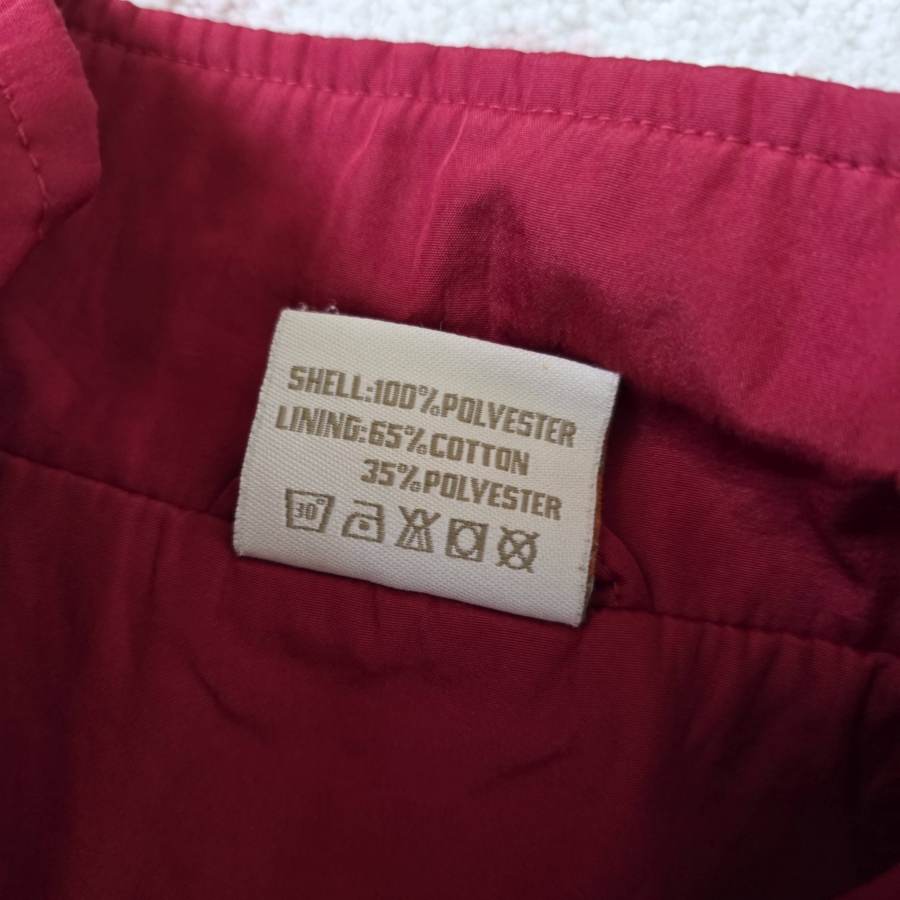 SHELL:100%POLYESTER
LINING:65%COTTON
35%POLYESTER
30°